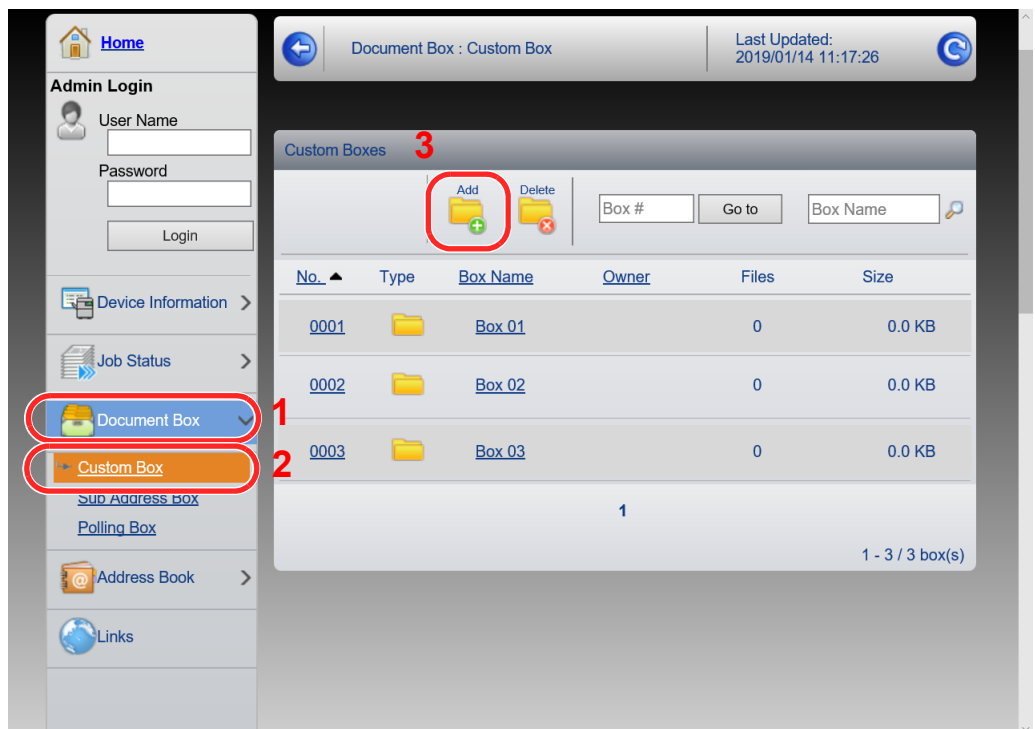 Home
Admin Login
User Name
Password
Login
Device Information
Job Status
Document Box 1
Custom Box 2
Sub Address Box
Polling Box
Address Book
Links
Document Box : Custom Box
Last Updated:
2019/01/14 11:17:26
Custom Boxes 3
Add Delete
Box # Go to Box Name
No. Type Box Name Owner Files Size
0001 Box 01 0 0.0 KB
0002 Box 02 0 0.0 KB
0003 Box 03 0 0.0 KB
1
1 - 3 / 3 box(s)